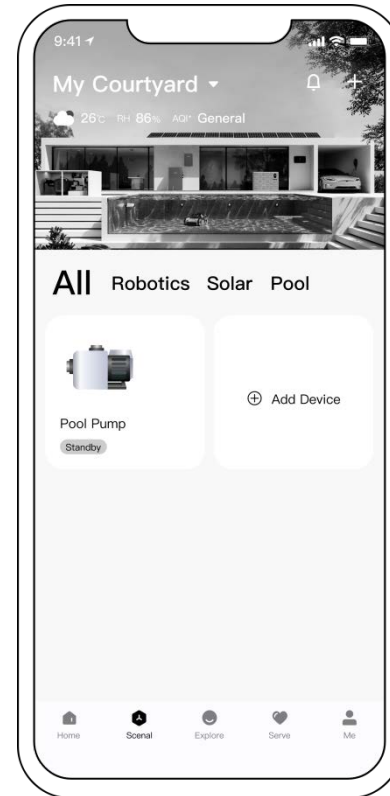 9:41
My Courtyard
26°C RH 86% AQI* General
All Robotics Solar Pool
Add Device
Pool Pump
Standby
Home Scenal Explore Serve Me